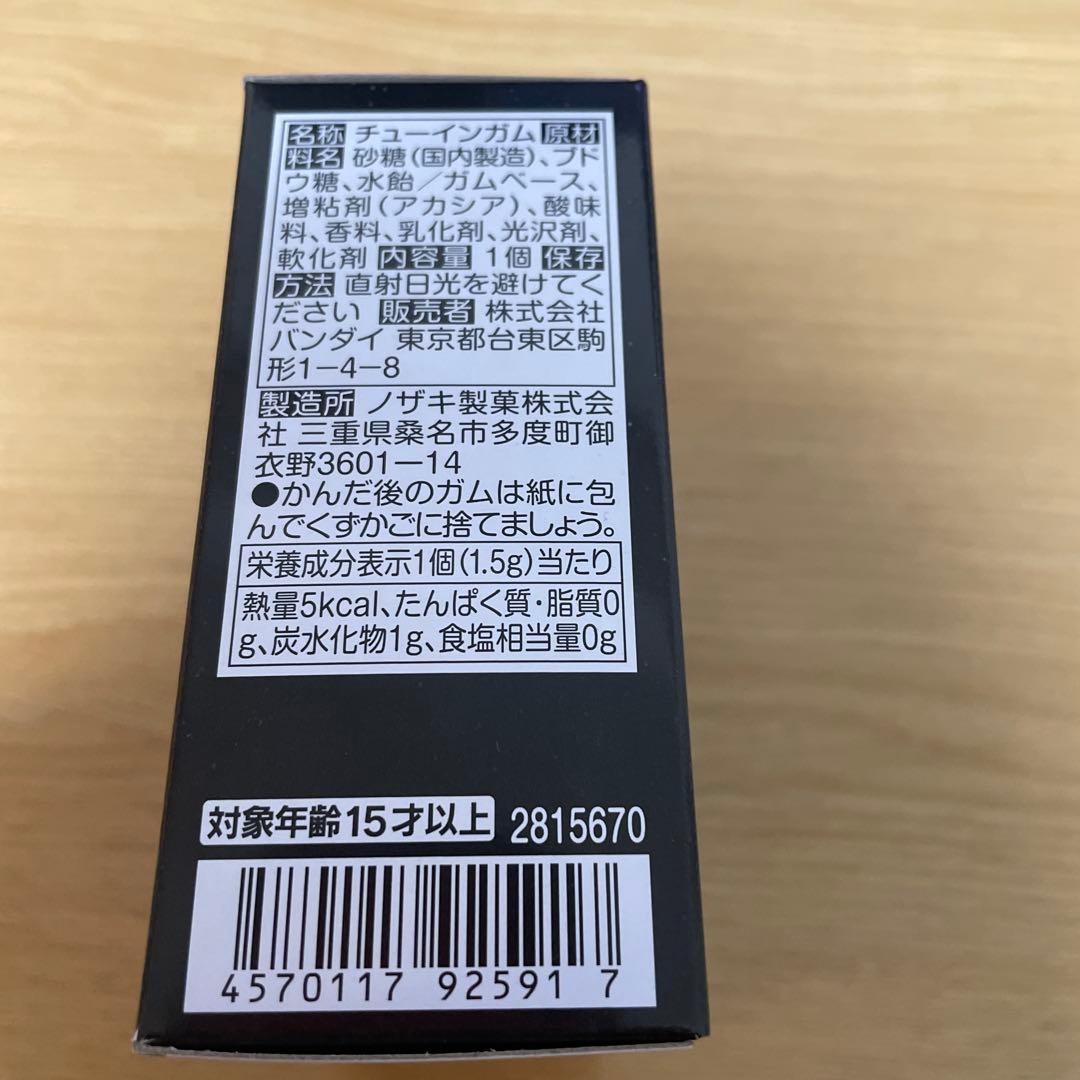 名称 チューインガム 原材
料名 砂糖(国内製造)、ブド
ウ糖、水飴／ガムベース、
増粘剤(アカシア)、酸味
料、香料、乳化剤、光沢剤、
軟化剤 内容量 1個 保存
方法 直射日光を避けてく
ださい 販売者 株式会社
バンダイ 東京都台東区駒
形1−4−8
製造所 ノザキ製菓株式会
社 三重県桑名市多度町御
衣野3601−14
●かんだ後のガムは紙に包
んでくずかごに捨てましょう。
栄養成分表示1個(1.5g)当たり
熱量5kcal、たんぱく質・脂質0
g、炭水化物1g、食塩相当量0g
対象年齢15才以上 2815670
4570117 92591 7